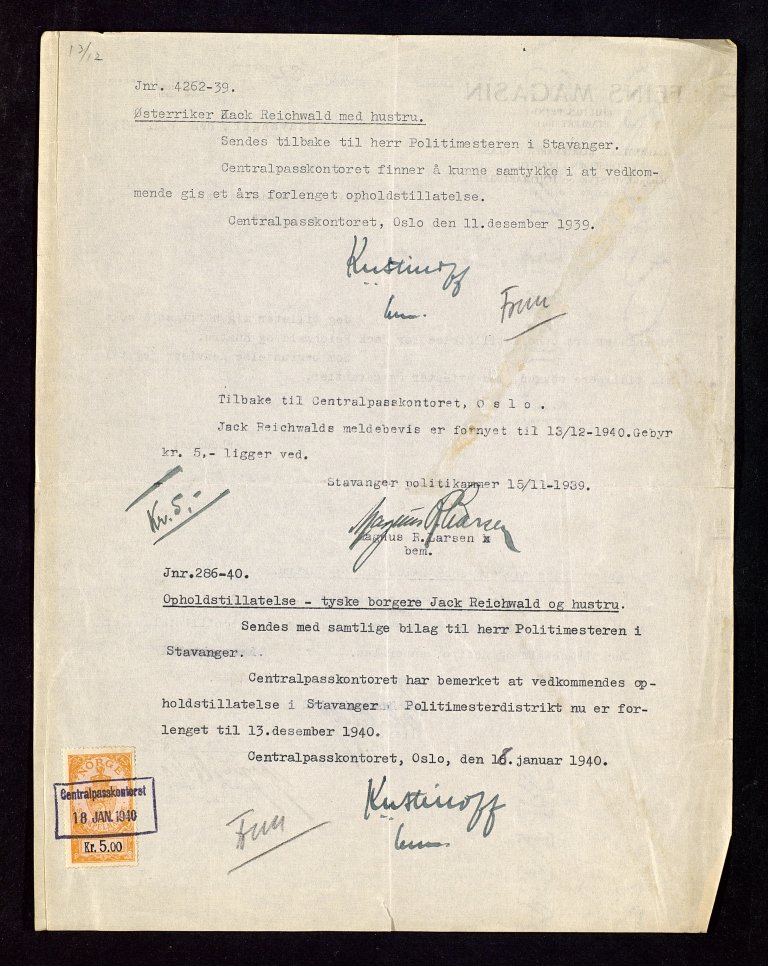 13/12
Jnr. 4262-39.
Østerriker Jack Reichwald med hustru.
Sendes tilbake til herr Politimesteren i Stavanger.
Centralpasskontoret finner å kunne samtykke i at vedkom-
mende gis et års forlenget opholdstillatelse.
Centralpasskontoret, Oslo den 11.desember 1939.
Tilbake til Centralpasskontoret, O s l o .
Jack Reichwalds meldebevis er fornyet til 13/12-1940.Gebyr
kr. 5,- ligger ved.
Stavanger politikammer 15/11-1939.
Kr. 5,-
Magnus R. Larsen
Magnus R. Larsen
bem.
Jnr.286-40.
Opholdstillatelse - tyske borgere Jack Reichwald og hustru.
Sendes med samtlige bilag til herr Politimesteren i
Stavanger.
Centralpasskontoret har bemerket at vedkommendes op-
holdstillatelse i Stavanger Politimesterdistrikt nu er for-
lenget til 13.desember 1940.
Centralpasskontoret, Oslo, den 18.januar 1940.
NORGE
Centralpasskontoret
18 JAN. 1940
Kr. 5.00